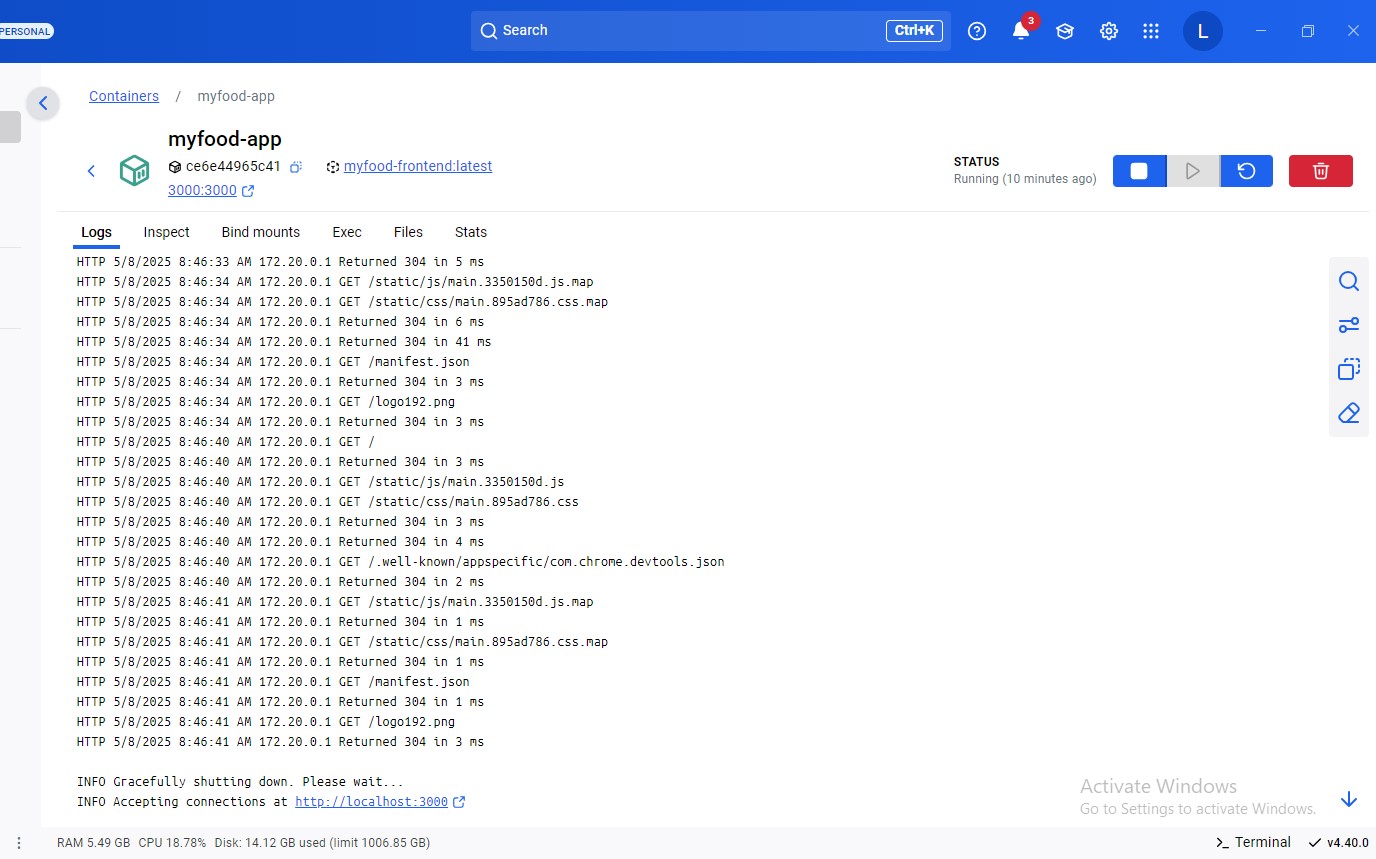 PERSONAL
Search
Ctrl+K
3
L
Containers / myfood-app
myfood-app
ce6e44965c41 myfood-frontend:latest
3000:3000
STATUS
Running (10 minutes ago)
Logs Inspect Bind mounts Exec Files Stats
HTTP 5/8/2025 8:46:33 AM 172.20.0.1 Returned 304 in 5 ms
HTTP 5/8/2025 8:46:34 AM 172.20.0.1 GET /static/js/main.3350150d.js.map
HTTP 5/8/2025 8:46:34 AM 172.20.0.1 GET /static/css/main.895ad786.css.map
HTTP 5/8/2025 8:46:34 AM 172.20.0.1 Returned 304 in 6 ms
HTTP 5/8/2025 8:46:34 AM 172.20.0.1 Returned 304 in 41 ms
HTTP 5/8/2025 8:46:34 AM 172.20.0.1 GET /manifest.json
HTTP 5/8/2025 8:46:34 AM 172.20.0.1 Returned 304 in 3 ms
HTTP 5/8/2025 8:46:34 AM 172.20.0.1 GET /logo192.png
HTTP 5/8/2025 8:46:34 AM 172.20.0.1 Returned 304 in 3 ms
HTTP 5/8/2025 8:46:40 AM 172.20.0.1 GET /
HTTP 5/8/2025 8:46:40 AM 172.20.0.1 Returned 304 in 3 ms
HTTP 5/8/2025 8:46:40 AM 172.20.0.1 GET /static/js/main.3350150d.js
HTTP 5/8/2025 8:46:40 AM 172.20.0.1 GET /static/css/main.895ad786.css
HTTP 5/8/2025 8:46:40 AM 172.20.0.1 Returned 304 in 3 ms
HTTP 5/8/2025 8:46:40 AM 172.20.0.1 Returned 304 in 4 ms
HTTP 5/8/2025 8:46:40 AM 172.20.0.1 GET /.well-known/appspecific/com.chrome.devtools.json
HTTP 5/8/2025 8:46:40 AM 172.20.0.1 Returned 304 in 2 ms
HTTP 5/8/2025 8:46:41 AM 172.20.0.1 GET /static/js/main.3350150d.js.map
HTTP 5/8/2025 8:46:41 AM 172.20.0.1 Returned 304 in 1 ms
HTTP 5/8/2025 8:46:41 AM 172.20.0.1 GET /static/css/main.895ad786.css.map
HTTP 5/8/2025 8:46:41 AM 172.20.0.1 Returned 304 in 1 ms
HTTP 5/8/2025 8:46:41 AM 172.20.0.1 GET /manifest.json
HTTP 5/8/2025 8:46:41 AM 172.20.0.1 Returned 304 in 1 ms
HTTP 5/8/2025 8:46:41 AM 172.20.0.1 GET /logo192.png
HTTP 5/8/2025 8:46:41 AM 172.20.0.1 Returned 304 in 3 ms
INFO Gracefully shutting down. Please wait...
INFO Accepting connections at http://localhost:3000
Activate Windows
Go to Settings to activate Windows.
RAM 5.49 GB CPU 18.78% Disk: 14.12 GB used (limit 1006.85 GB)
Terminal v4.40.0